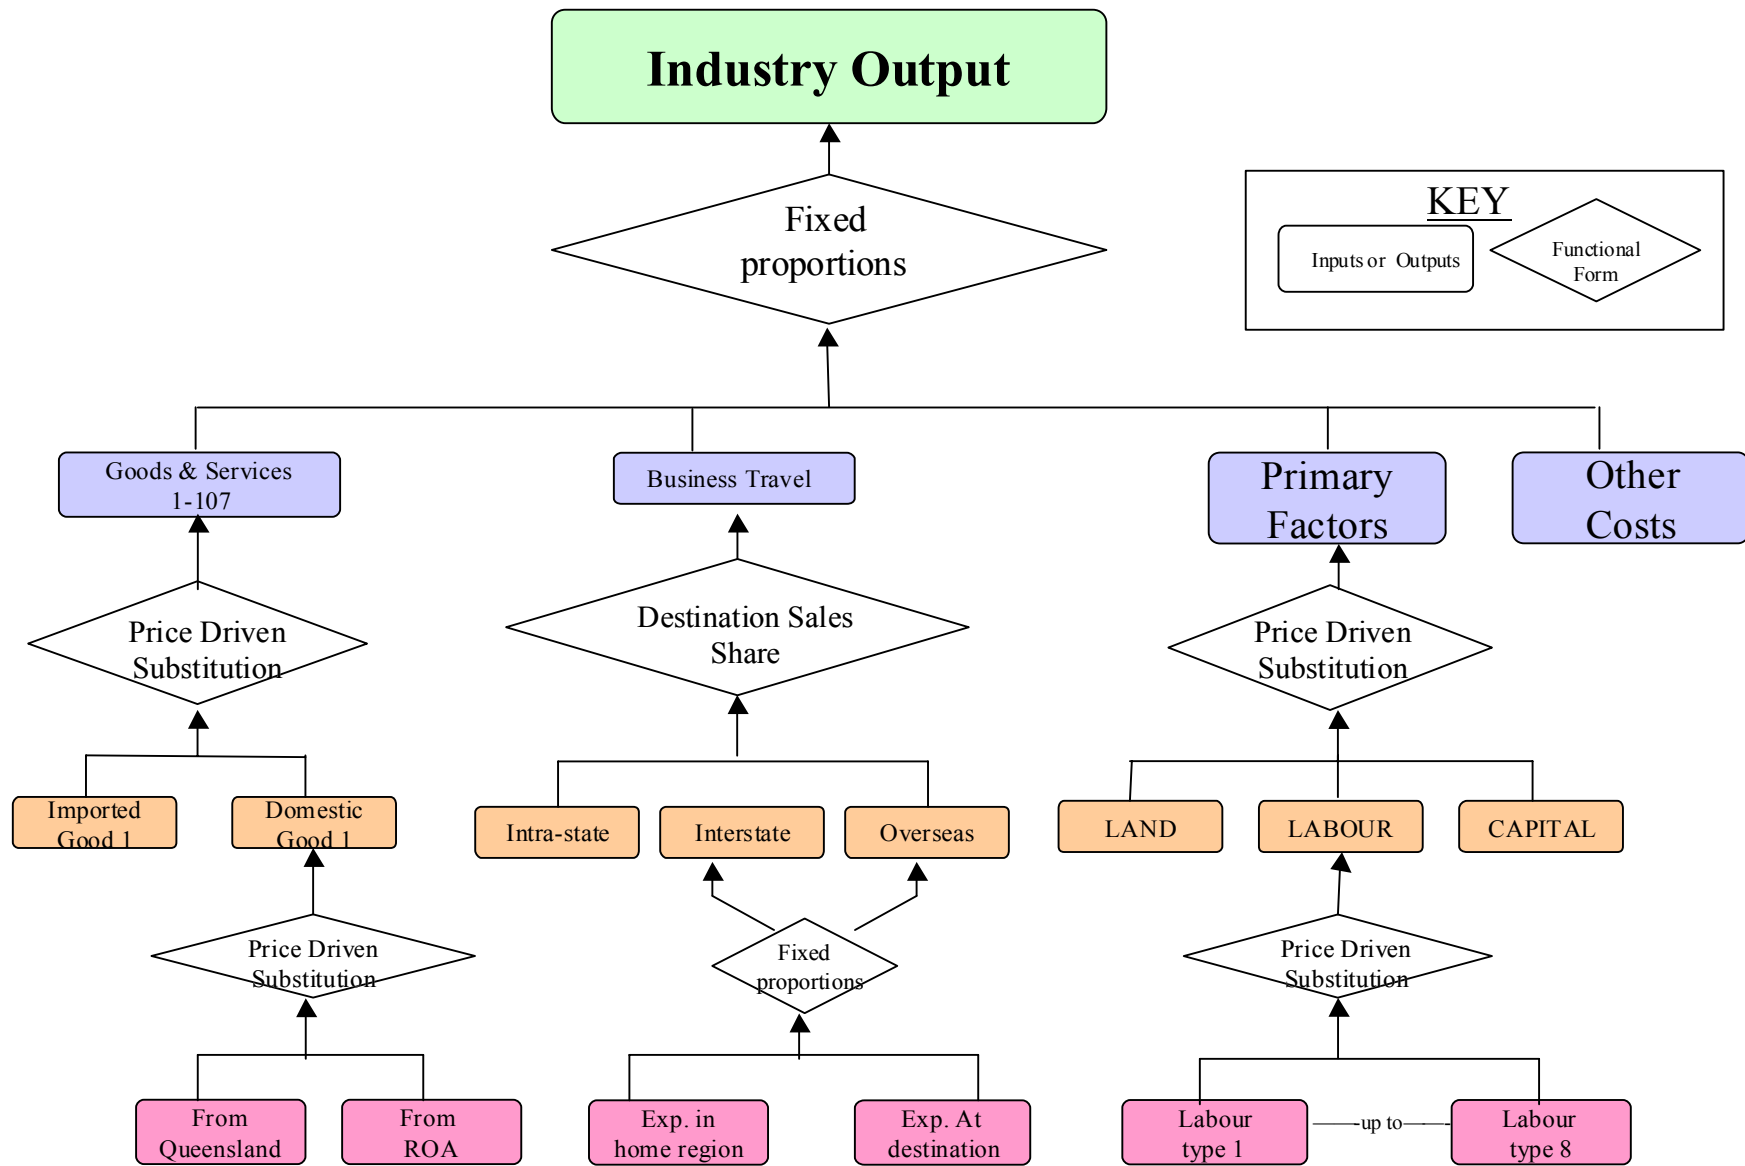 Industry Output
Fixed
proportions
KEY
Inputs or Outputs
Functional
Form
Goods & Services
1-107
Business Travel
Primary
Factors
Other
Costs
Price Driven
Substitution
Destination Sales
Share
Price Driven
Substitution
Imported
Good 1
Domestic
Good 1
Intra-state
Interstate
Overseas
LAND
LABOUR
CAPITAL
Price Driven
Substitution
Fixed
proportions
Price Driven
Substitution
From
Queensland
From
ROA
Exp. in
home region
Exp. At
destination
Labour
type 1
up to
Labour
type 8